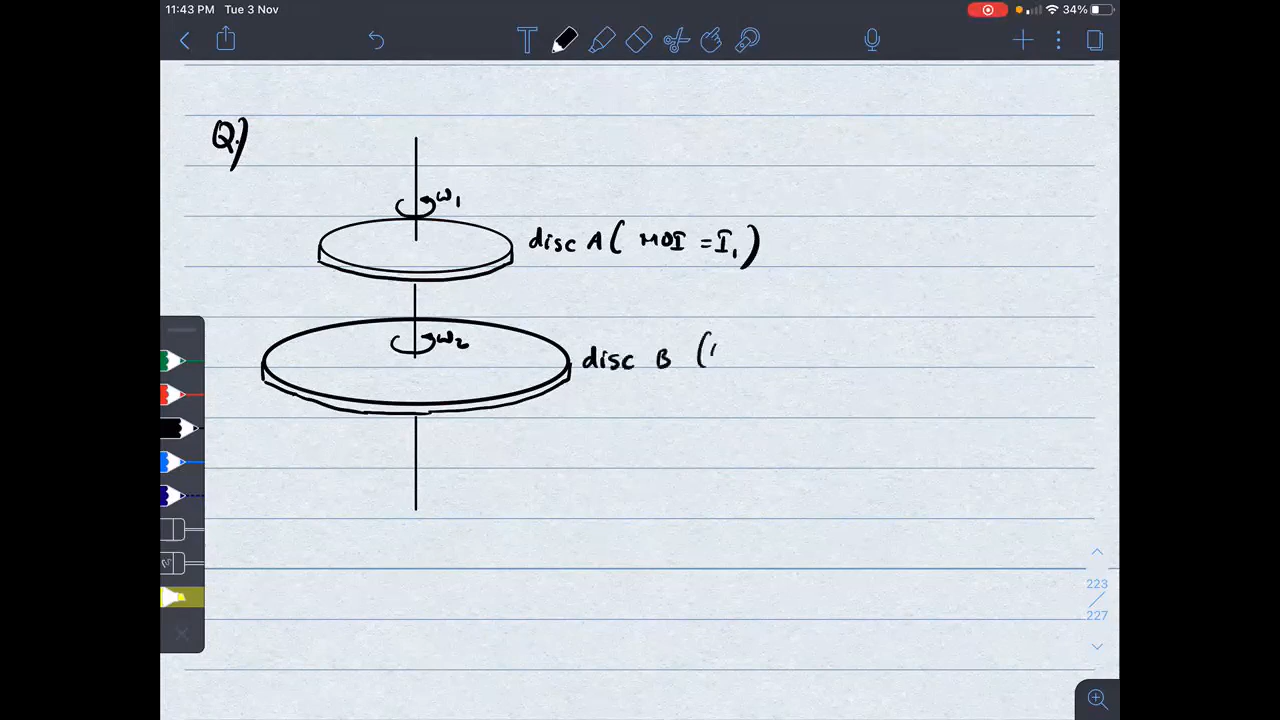 11:43 PM Tue 3 Nov 34%
T
Q.)
ω1
disc A ( MOI = I1 )
ω2
disc B (
223
227